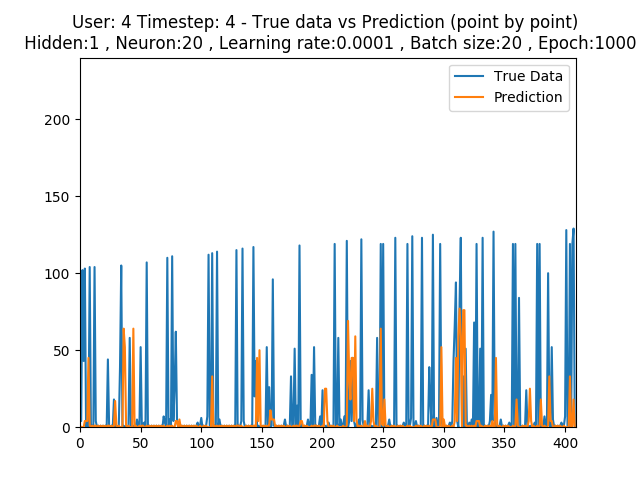 User: 4 Timestep: 4 - True data vs Prediction (point by point)
Hidden:1 , Neuron:20 , Learning rate:0.0001 , Batch size:20 , Epoch:1000
True Data
Prediction
200
150
100
50
0
0 50 100 150 200 250 300 350 400